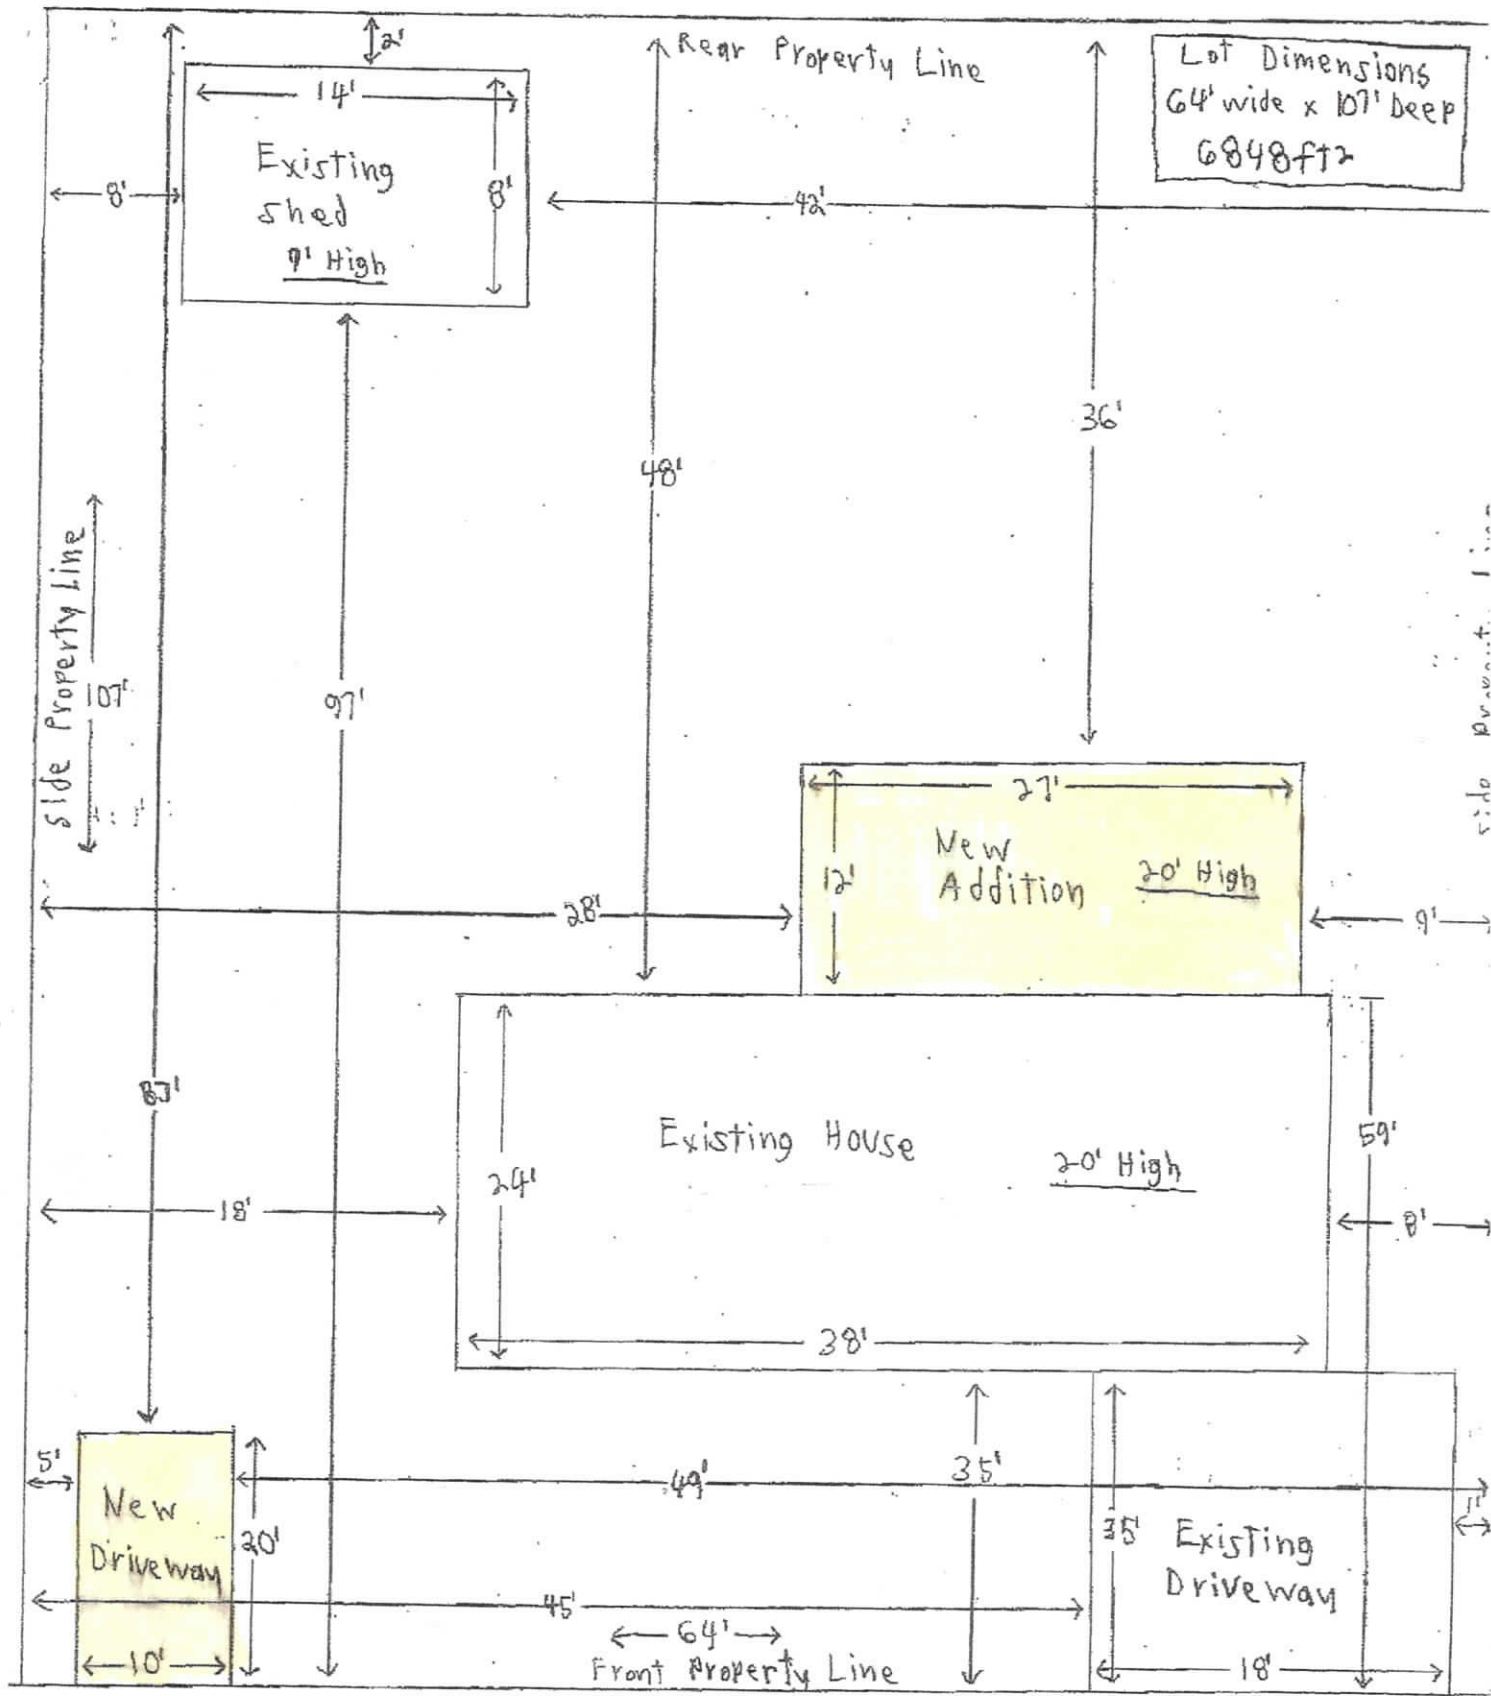 2'
Rear Property Line
Lot Dimensions
64' wide x 107' Deep
6848ft2
14'
Existing
shed
9' High
8'
8'
42'
36'
48'
Side Property Line
107'
97'
27'
New
Addition
20' High
12'
28'
9'
87'
Existing House
20' High
24'
59'
18'
8'
38'
5'
49'
35'
1'
New
Driveway
20'
35'
Existing
Driveway
45'
64'
10'
Front Property Line
18'